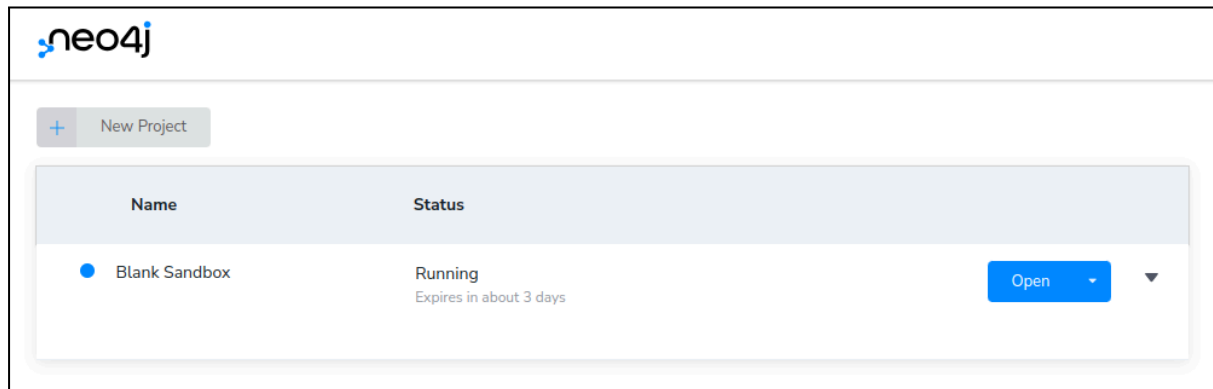 neo4j
+ New Project
Name Status
Blank Sandbox Running Open
Expires in about 3 days